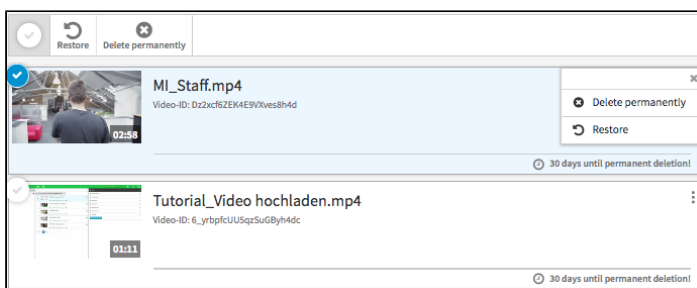 Restore
Delete permanently
MI_Staff.mp4
Video-ID: Dz2xcf6ZEK4E9VXves8h4d
02:58
Delete permanently
Restore
30 days until permanent deletion!
Tutorial_Video hochladen.mp4
Video-ID: 6_yrbpfcUU5qzSuGByh4dc
01:11
30 days until permanent deletion!